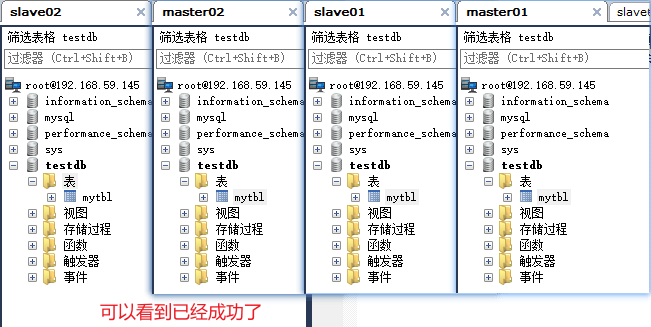 slave02
筛选表格 testdb
过滤器 (Ctrl+Shift+B)
root@192.168.59.145
information_schema
mysql
performance_schema
sys
testdb
表
mytbl
视图
存储过程
函数
触发器
事件
master02
筛选表格 testdb
过滤器 (Ctrl+Shift+B)
root@192.168.59.145
information_schema
mysql
performance_schema
sys
testdb
表
mytbl
视图
存储过程
函数
触发器
事件
slave01
筛选表格 testdb
过滤器 (Ctrl+Shift+B)
root@192.168.59.145
information_schema
mysql
performance_schema
sys
testdb
表
mytbl
视图
存储过程
函数
触发器
事件
master01
筛选表格 testdb
过滤器 (Ctrl+Shift+B)
root@192.168.59.145
information_schema
mysql
performance_schema
sys
testdb
表
mytbl
视图
存储过程
函数
触发器
事件
slave
可以看到已经成功了